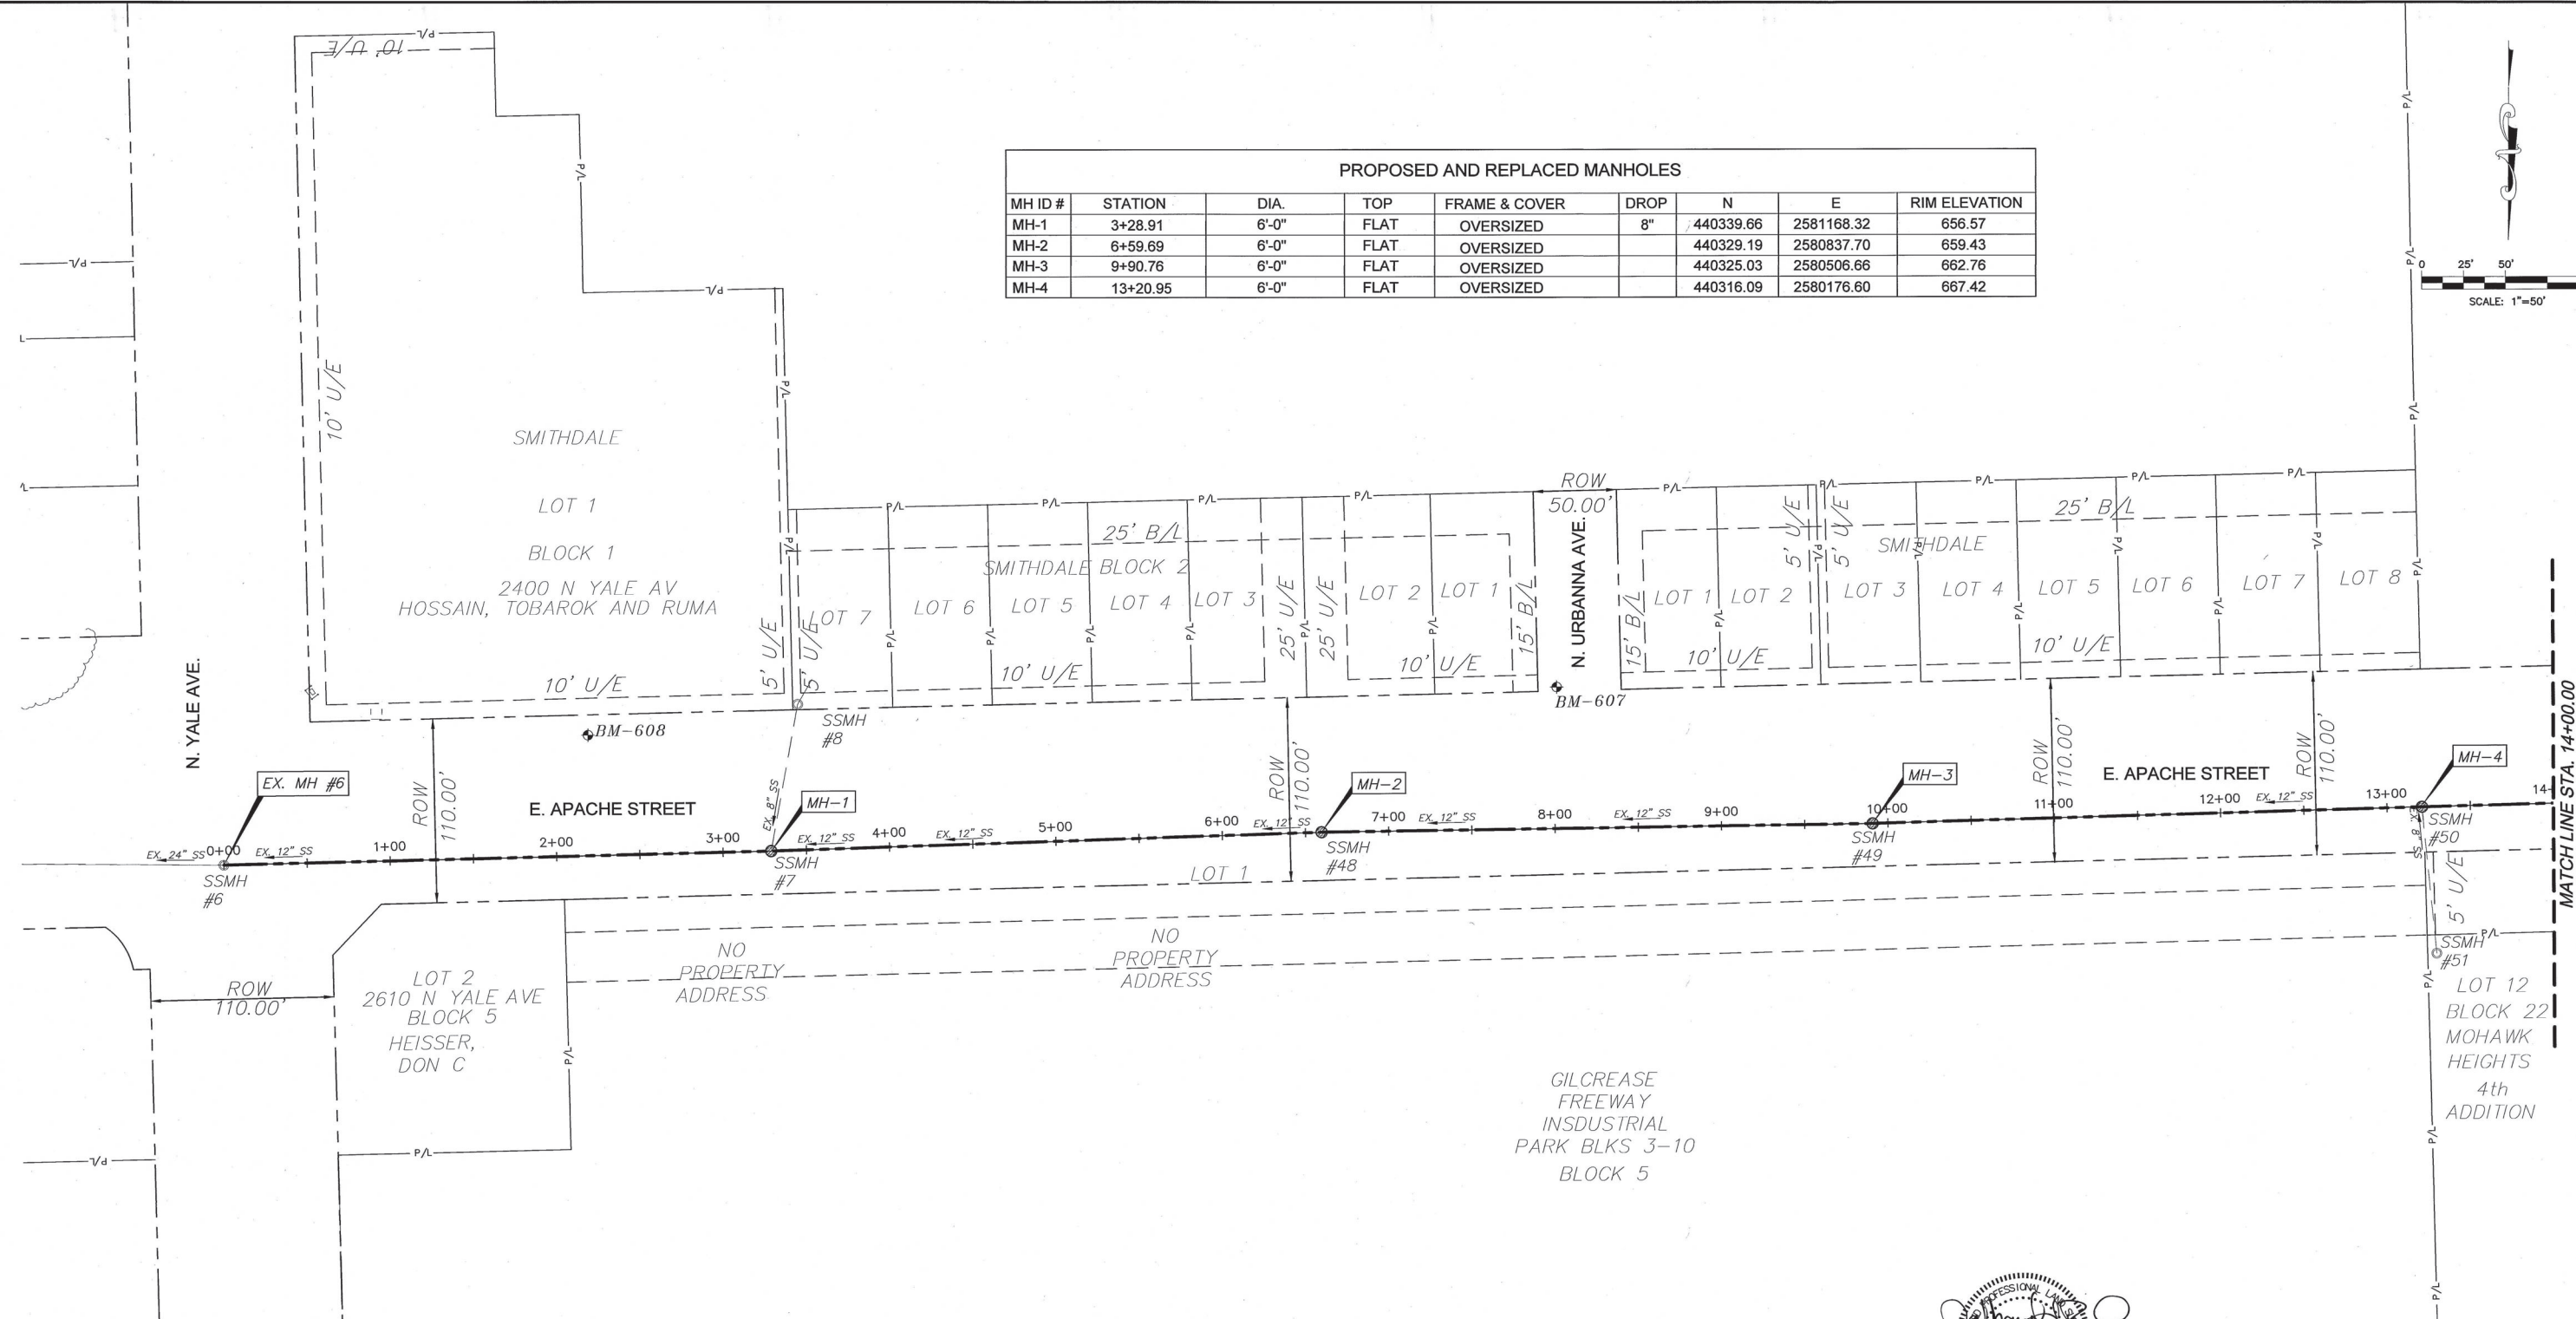 10' U/E
P/L
P/L
P/L
P/L
P/L
PROPOSED AND REPLACED MANHOLES
MH ID # STATION DIA. TOP FRAME & COVER DROP N E RIM ELEVATION
MH-1 3+28.91 6'-0" FLAT OVERSIZED 8" 440339.66 2581168.32 656.57
MH-2 6+59.69 6'-0" FLAT OVERSIZED 440329.19 2580837.70 659.43
MH-3 9+90.76 6'-0" FLAT OVERSIZED 440325.03 2580506.66 662.76
MH-4 13+20.95 6'-0" FLAT OVERSIZED 440316.09 2580176.60 667.42
0 25' 50'
SCALE: 1"=50'
P/L
P/L
P/L
P/L
10' U/E
SMITHDALE
LOT 1
BLOCK 1
2400 N YALE AV
HOSSAIN, TOBAROK AND RUMA
10' U/E
5' U/E
5' U/E
P/L
P/L
P/L
P/L
P/L
25' B/L
SMITHDALE BLOCK 2
LOT 7
LOT 6
LOT 5
LOT 4
LOT 3
25' U/E
25' U/E
LOT 2
LOT 1
15' B/L
P/L
P/L
P/L
P/L
P/L
P/L
10' U/E
10' U/E
ROW
50.00'
N. URBANNA AVE.
P/L
P/L
P/L
P/L
P/L
25' B/L
SMITHDALE
15' B/L
LOT 1
LOT 2
5' U/E
5' U/E
LOT 3
LOT 4
LOT 5
LOT 6
LOT 7
LOT 8
P/L
P/L
P/L
P/L
P/L
P/L
P/L
P/L
10' U/E
10' U/E
N. YALE AVE.
BM-608
BM-607
SSMH
#8
EX. MH #6
MH-1
MH-2
MH-3
MH-4
ROW
110.00'
E. APACHE STREET
EX. 8" SS
ROW
110.00'
ROW
110.00'
E. APACHE STREET
ROW
110.00'
EX. 24" SS
0+00
EX. 12" SS
1+00
2+00
3+00
EX. 12" SS
4+00
EX. 12" SS
5+00
6+00
EX. 12" SS
7+00
EX. 12" SS
8+00
EX. 12" SS
9+00
10+00
11+00
12+00
EX. 12" SS
13+00
14+
SSMH
#6
SSMH
#7
SSMH
#48
SSMH
#49
SSMH
#50
EX. 8" SS
MATCH LINE STA. 14+00.00
LOT 1
5' U/E
SSMH
#51
P/L
P/L
NO
PROPERTY
ADDRESS
NO
PROPERTY
ADDRESS
ROW
110.00'
LOT 2
2610 N YALE AVE
BLOCK 5
HEISSER,
DON C
P/L
P/L
P/L
LOT 12
BLOCK 22
MOHAWK
HEIGHTS
4th
ADDITION
GILCREASE
FREEWAY
INSDUSTRIAL
PARK BLKS 3-10
BLOCK 5
P/L
P/L
PROFESSIONAL